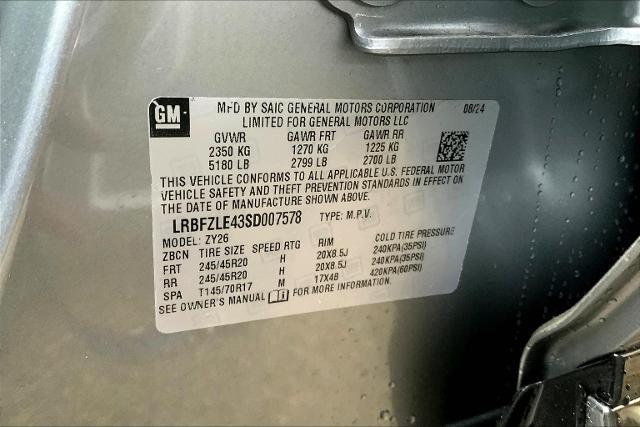 GM
MFD BY SAIC GENERAL MOTORS CORPORATION 08/24
LIMITED FOR GENERAL MOTORS LLC
GVWR GAWR FRT GAWR RR
2350 KG 1270 KG 1225 KG
5180 LB 2799 LB 2700 LB
THIS VEHICLE CONFORMS TO ALL APPLICABLE U.S. FEDERAL MOTOR
VEHICLE SAFETY AND THEFT PREVENTION STANDARDS IN EFFECT ON
THE DATE OF MANUFACTURE SHOWN ABOVE.
LRBFZLE43SD007578 TYPE: M.P.V.
MODEL: ZY26
ZBCN TIRE SIZE SPEED RTG RIM COLD TIRE PRESSURE
FRT 245/45R20 H 20X8.5J 240KPA(35PSI)
RR 245/45R20 H 20X8.5J 240KPA(35PSI)
SPA T145/70R17 M 17X4B 420KPA(60PSI)
SEE OWNER'S MANUAL FOR MORE INFORMATION.